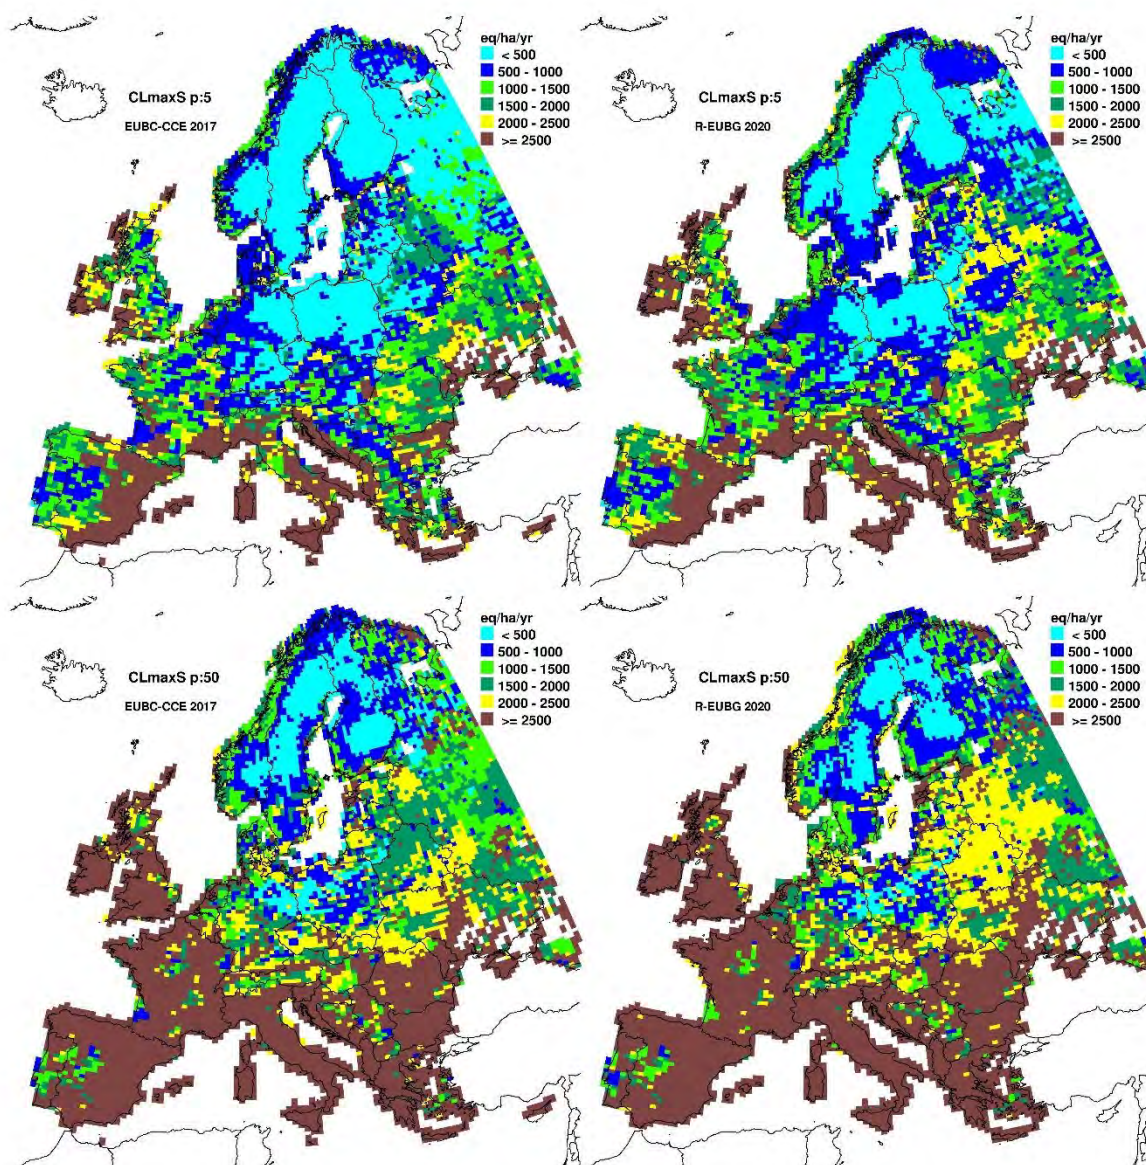 eq/ha/yr
< 500
500 - 1000
1000 - 1500
1500 - 2000
2000 - 2500
>= 2500
CLmaxS p:5
EUBC-CCE 2017
eq/ha/yr
< 500
500 - 1000
1000 - 1500
1500 - 2000
2000 - 2500
>= 2500
CLmaxS p:5
R-EUBG 2020
eq/ha/yr
< 500
500 - 1000
1000 - 1500
1500 - 2000
2000 - 2500
>= 2500
CLmaxS p:50
EUBC-CCE 2017
eq/ha/yr
< 500
500 - 1000
1000 - 1500
1500 - 2000
2000 - 2500
>= 2500
CLmaxS p:50
R-EUBG 2020